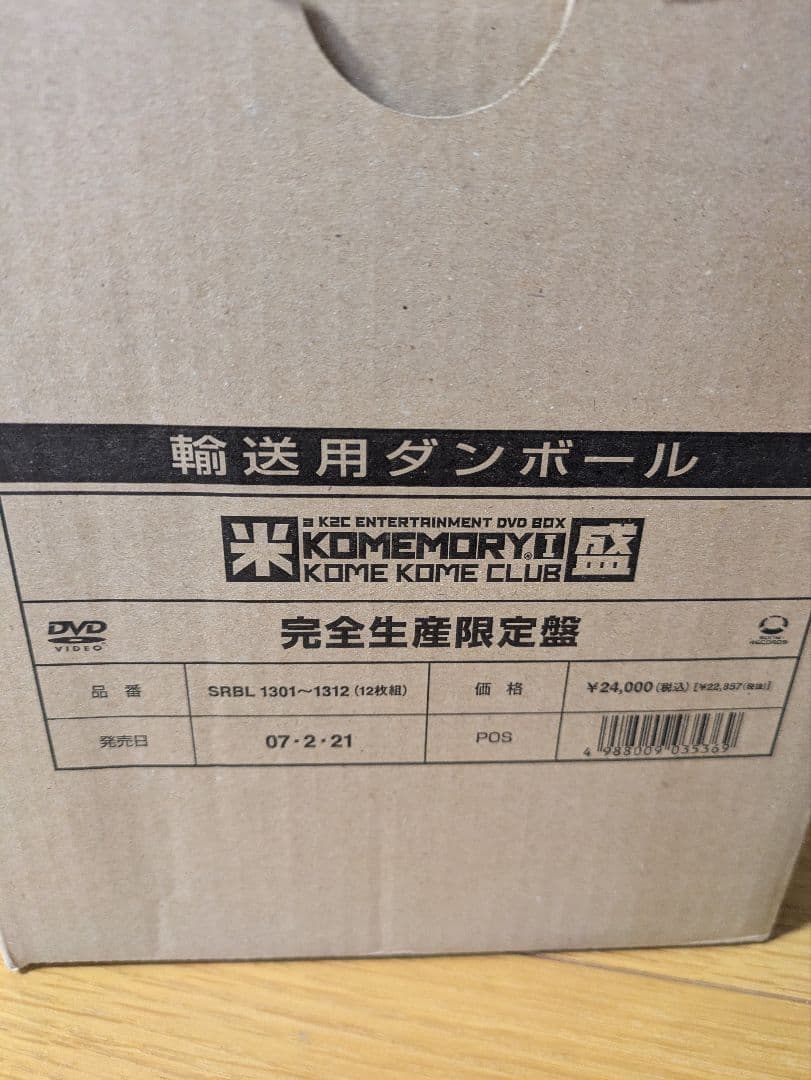 輸送用ダンボール
a K2C ENTERTAINMENT DVD BOX
米 KOMEMORY I 盛
KOME KOME CLUB
DVD VIDEO 完全生産限定盤 SONY RECORDS
品番 SRBL 1301～1312（12枚組） 価格 ￥24,000（税込）［￥22,857（税抜）］
発売日 07・2・21 POS 4 988009 035369